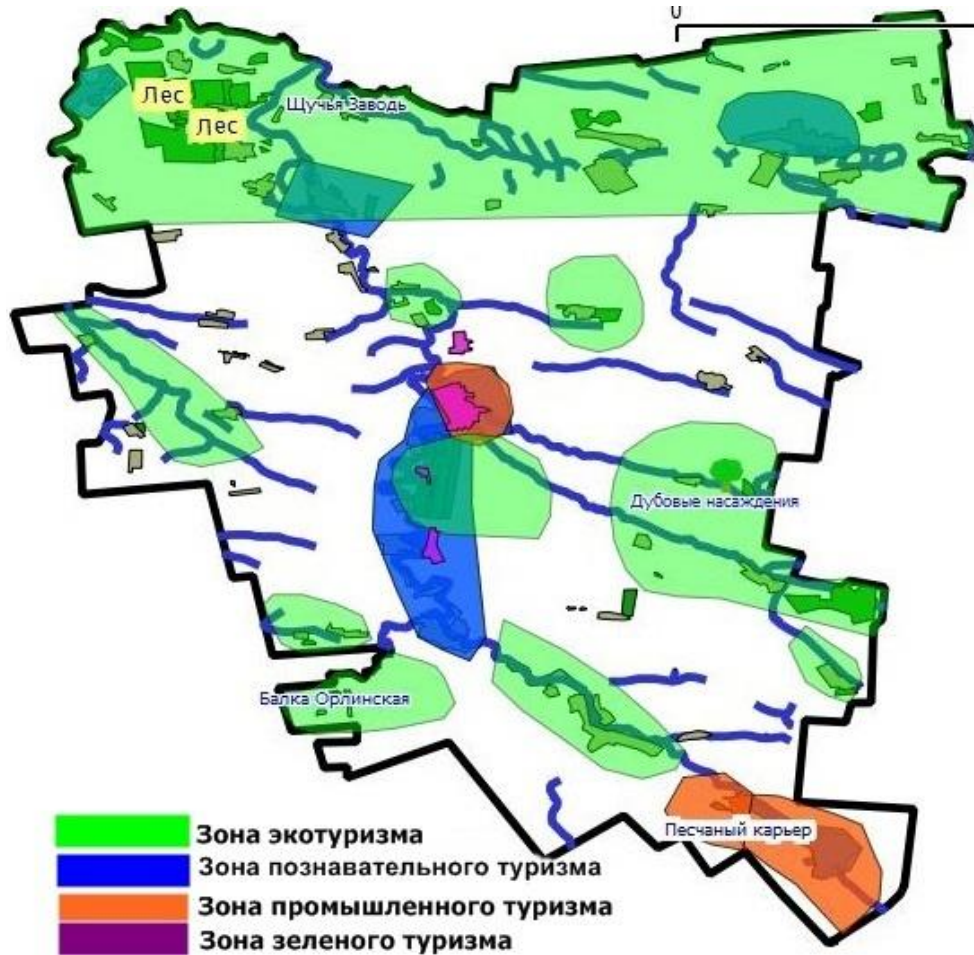 0
Лес
Лес
Щучья Заводь
Дубовые насаждения
Балка Орлинская
Песчаный карьер
Зона экотуризма
Зона познавательного туризма
Зона промышленного туризма
Зона зеленого туризма